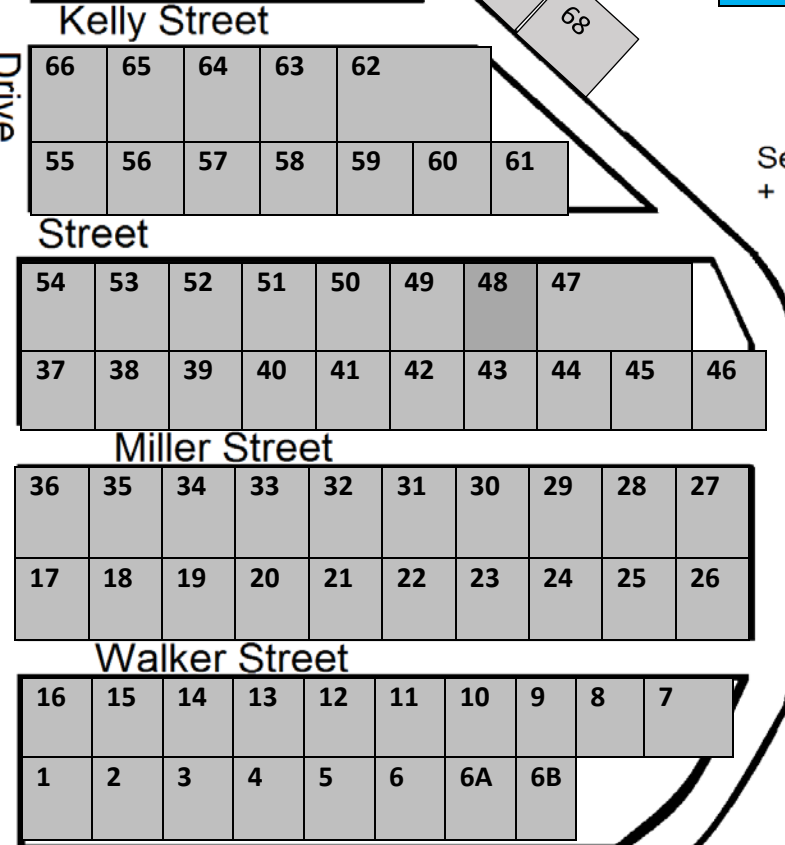 Kelly Street
68
Drive
66 65 64 63 62
55 56 57 58 59 60 61
Se
+
Street
54 53 52 51 50 49 48 47
37 38 39 40 41 42 43 44 45 46
Miller Street
36 35 34 33 32 31 30 29 28 27
17 18 19 20 21 22 23 24 25 26
Walker Street
16 15 14 13 12 11 10 9 8 7
1 2 3 4 5 6 6A 6B